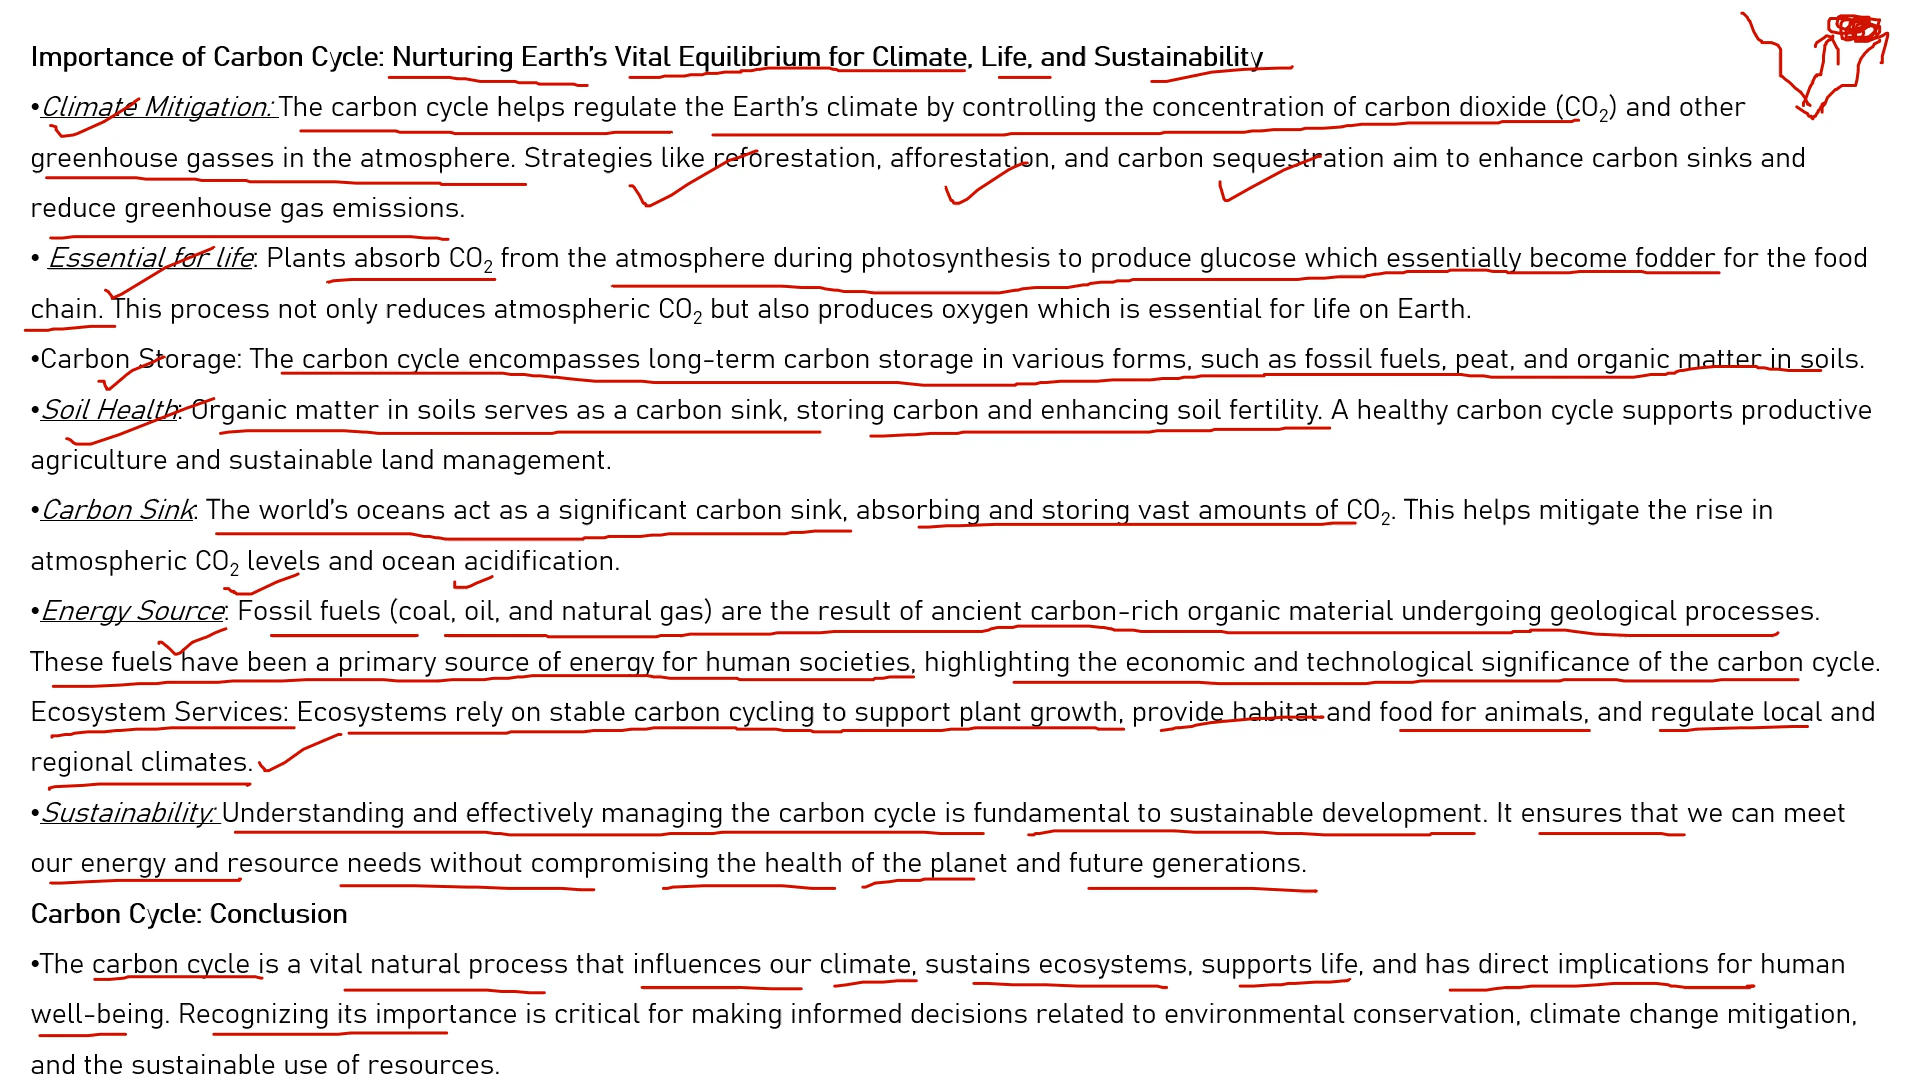 Importance of Carbon Cycle: Nurturing Earth's Vital Equilibrium for Climate, Life, and Sustainability
•Climate Mitigation: The carbon cycle helps regulate the Earth's climate by controlling the concentration of carbon dioxide (CO₂) and other
greenhouse gasses in the atmosphere. Strategies like reforestation, afforestation, and carbon sequestration aim to enhance carbon sinks and
reduce greenhouse gas emissions.
• Essential for life: Plants absorb CO₂ from the atmosphere during photosynthesis to produce glucose which essentially become fodder for the food
chain. This process not only reduces atmospheric CO₂ but also produces oxygen which is essential for life on Earth.
•Carbon Storage: The carbon cycle encompasses long-term carbon storage in various forms, such as fossil fuels, peat, and organic matter in soils.
•Soil Health: Organic matter in soils serves as a carbon sink, storing carbon and enhancing soil fertility. A healthy carbon cycle supports productive
agriculture and sustainable land management.
•Carbon Sink: The world's oceans act as a significant carbon sink, absorbing and storing vast amounts of CO₂. This helps mitigate the rise in
atmospheric CO₂ levels and ocean acidification.
•Energy Source: Fossil fuels (coal, oil, and natural gas) are the result of ancient carbon-rich organic material undergoing geological processes.
These fuels have been a primary source of energy for human societies, highlighting the economic and technological significance of the carbon cycle.
Ecosystem Services: Ecosystems rely on stable carbon cycling to support plant growth, provide habitat and food for animals, and regulate local and
regional climates.
•Sustainability: Understanding and effectively managing the carbon cycle is fundamental to sustainable development. It ensures that we can meet
our energy and resource needs without compromising the health of the planet and future generations.
Carbon Cycle: Conclusion
•The carbon cycle is a vital natural process that influences our climate, sustains ecosystems, supports life, and has direct implications for human
well-being. Recognizing its importance is critical for making informed decisions related to environmental conservation, climate change mitigation,
and the sustainable use of resources.